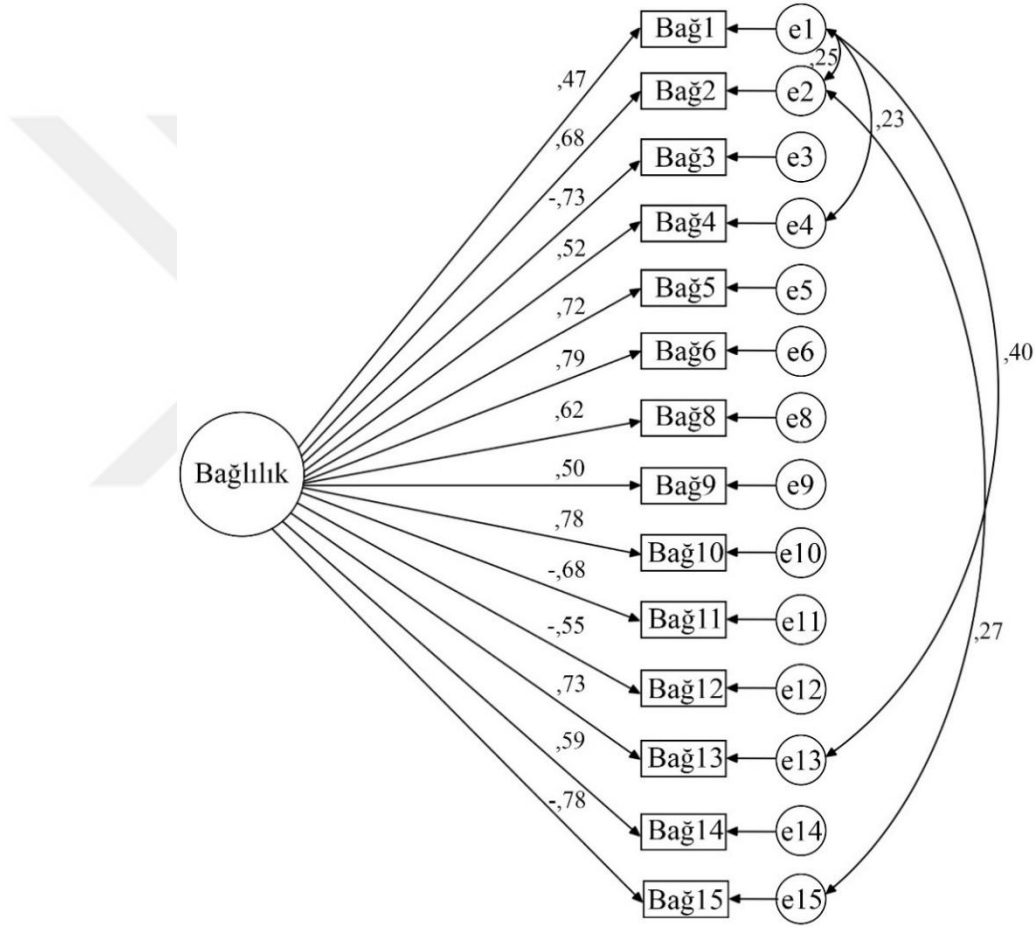 Bağ1
e1
,25
,47
Bağ2
e2
,23
,68
Bağ3
e3
-,73
Bağ4
e4
,52
Bağ5
e5
,72
Bağ6
e6
,79
,40
Bağ8
e8
,62
Bağlılık
,50
Bağ9
e9
,78
Bağ10
e10
-,68
Bağ11
e11
,27
-,55
Bağ12
e12
,73
Bağ13
e13
,59
Bağ14
e14
-,78
Bağ15
e15